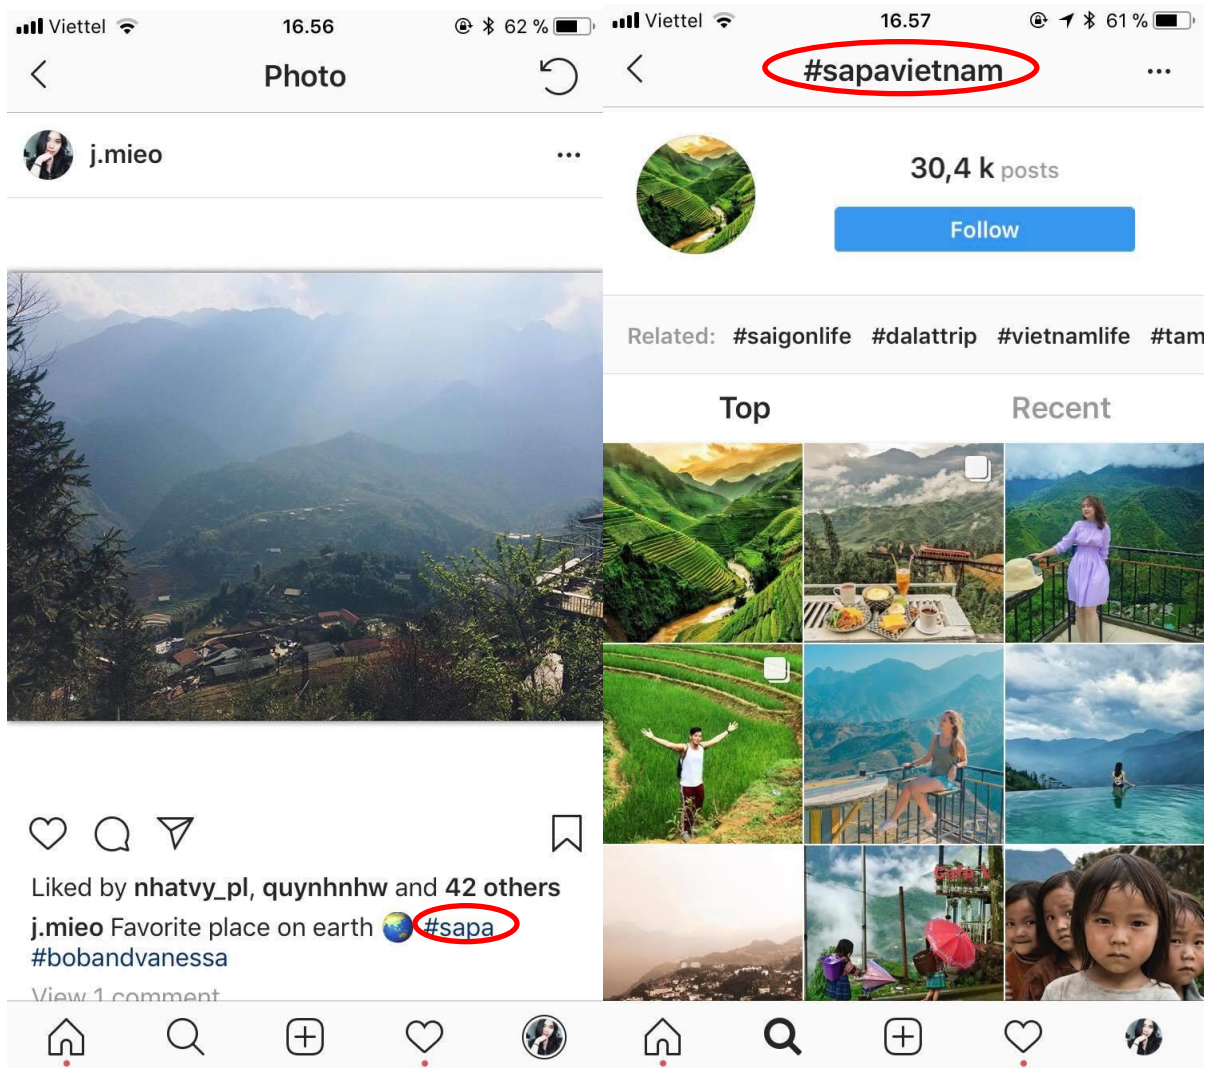 Viettel 16.56 62 %
Photo
j.mieo
Liked by nhatvy_pl, quynhnhw and 42 others
j.mieo Favorite place on earth 🌏 #sapa
#bobandvanessa
View 1 comment
Viettel 16.57 61 %
#sapavietnam
30,4 k posts
Follow
Related: #saigonlife #dalattrip #vietnamlife #tam
Top Recent